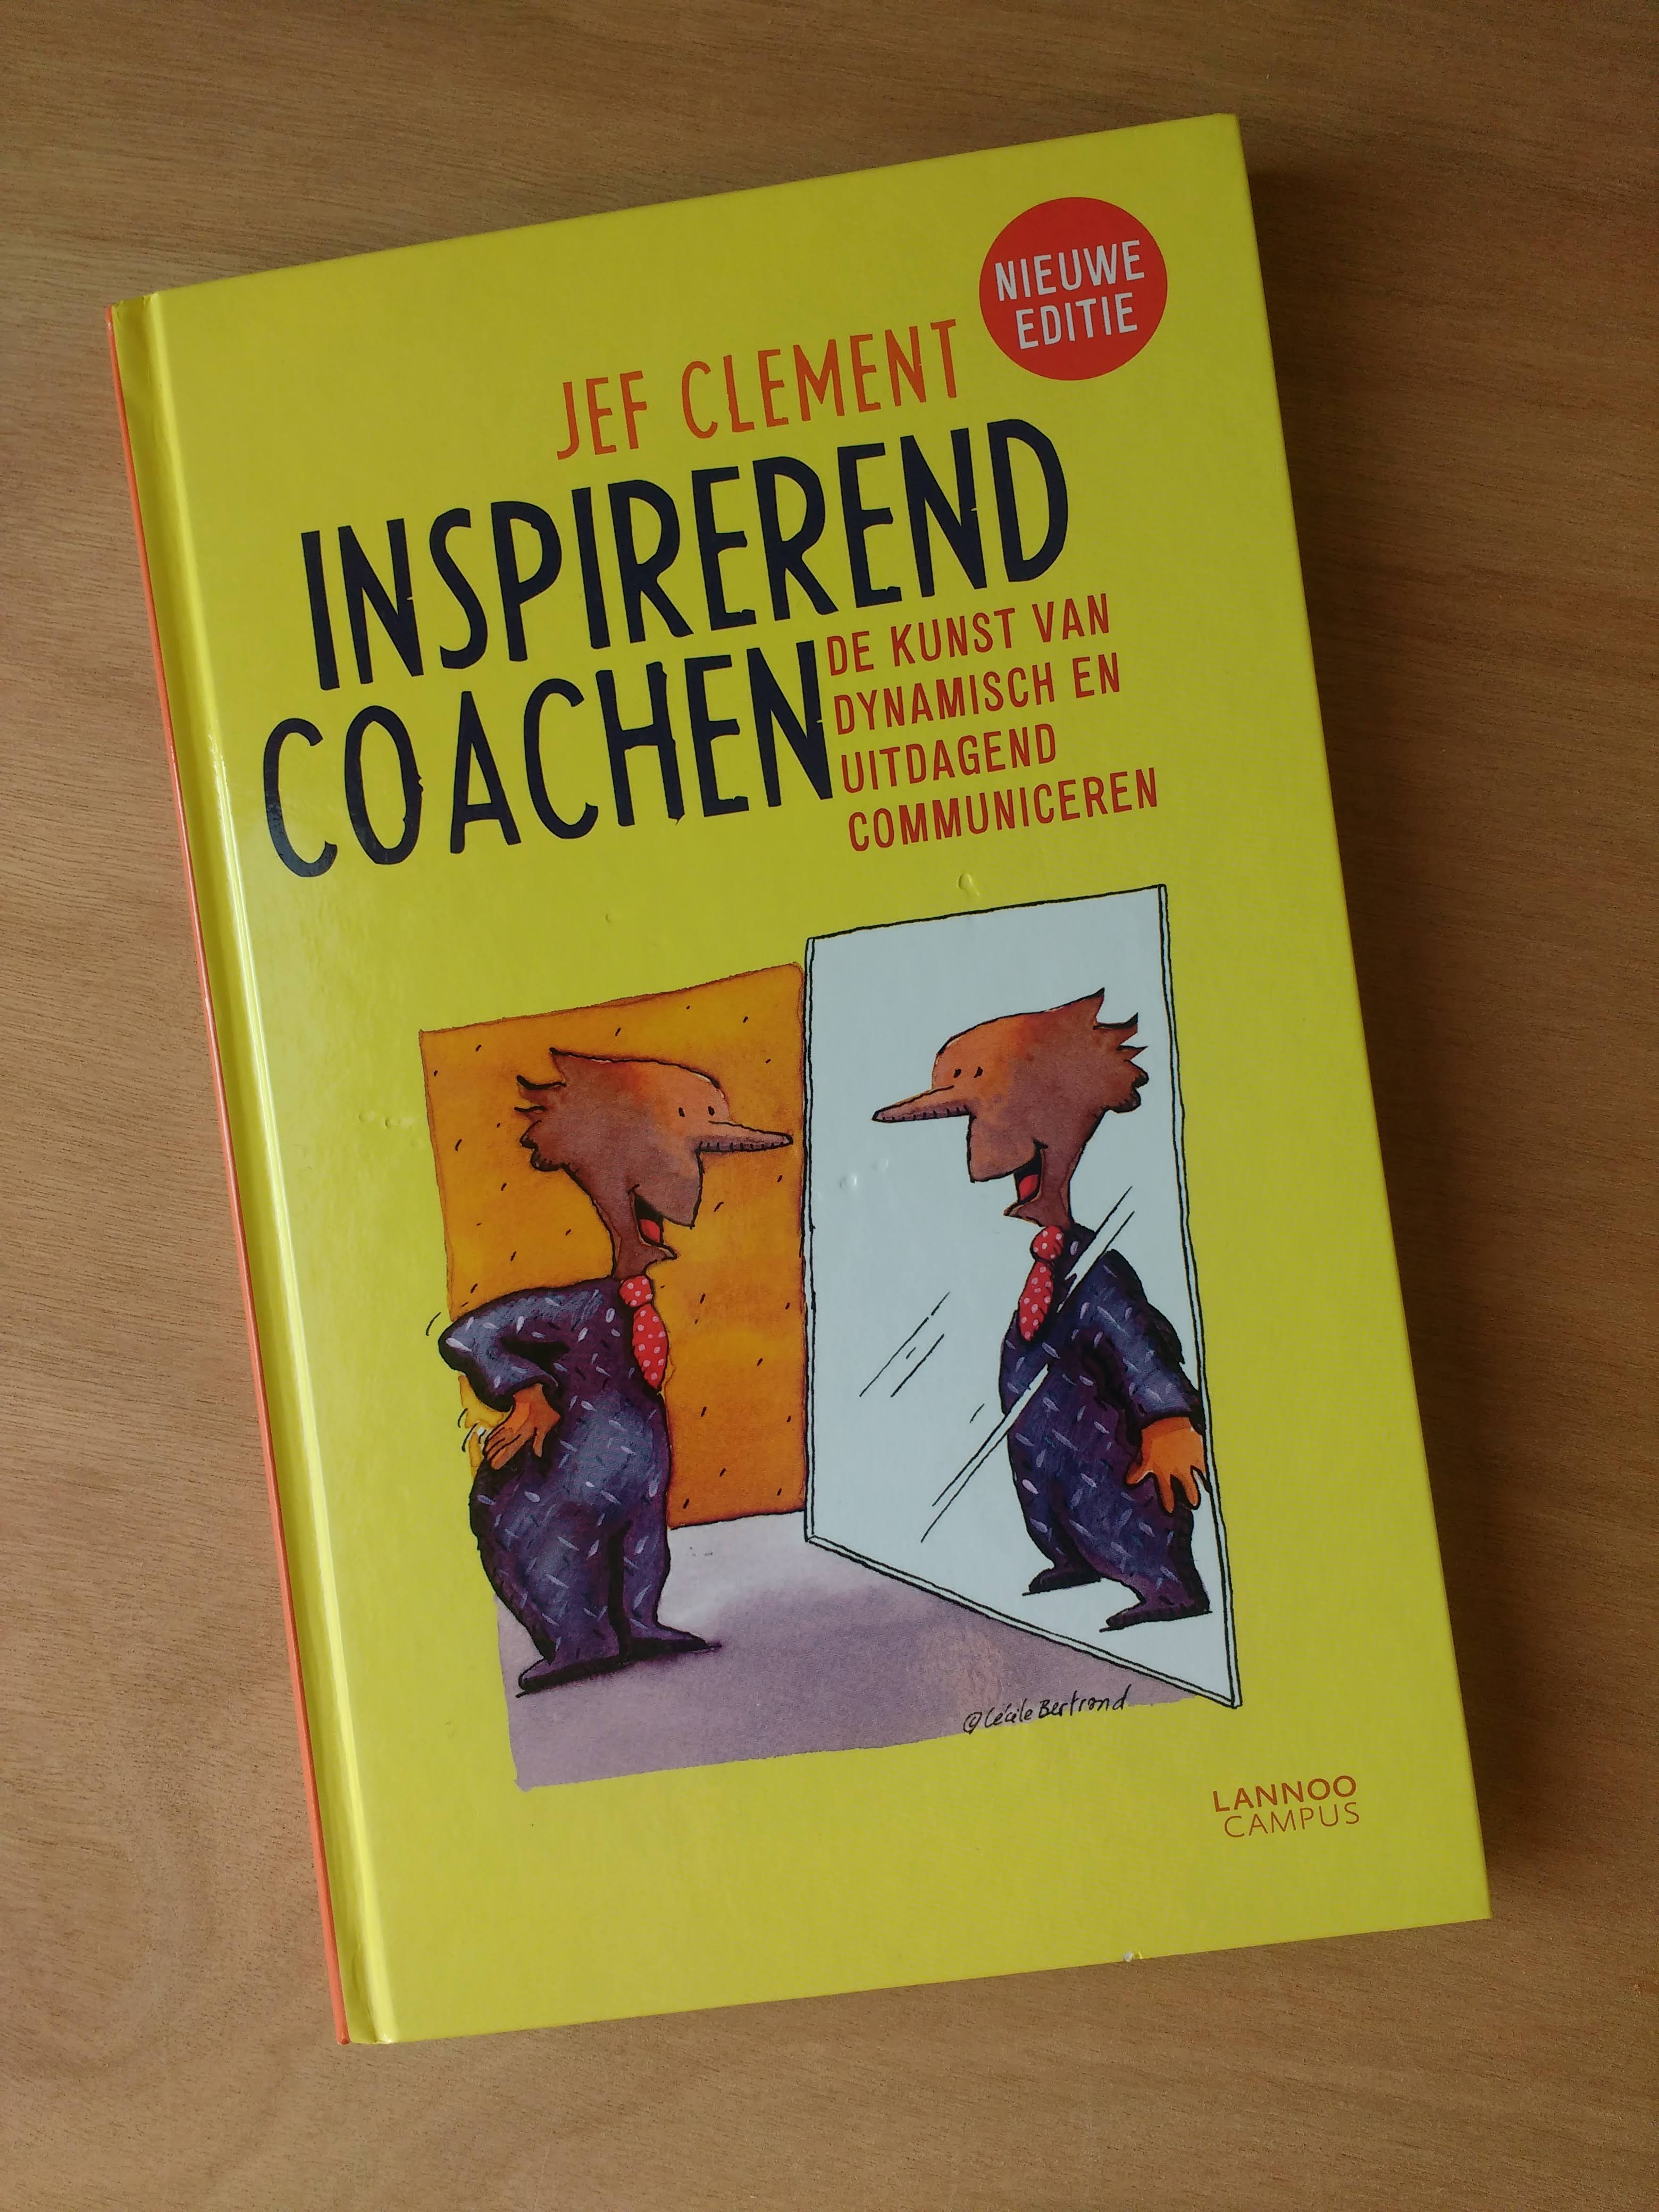 NIEUWE
EDITIE
JEF CLEMENT
INSPIREREND
COACHEN
DE KUNST VAN
DYNAMISCH EN
UITDAGEND
COMMUNICEREN
©Cécile Bertrand
LANNOO
CAMPUS